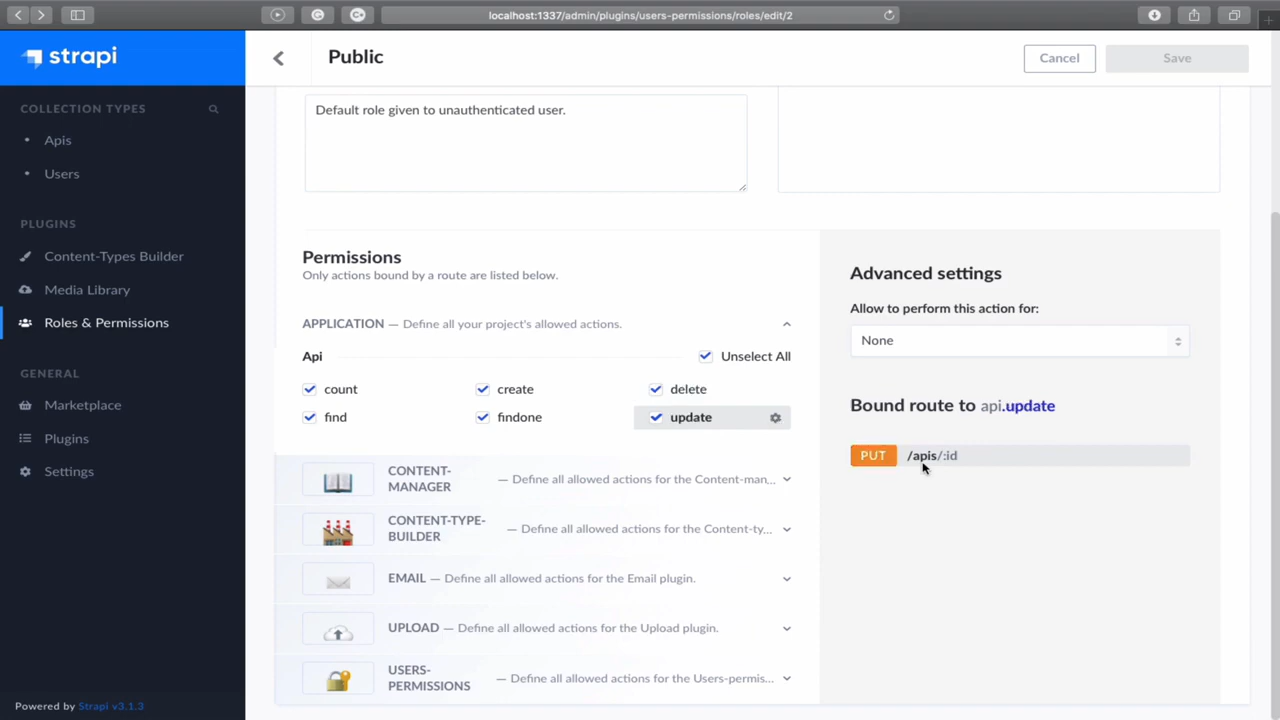 localhost:1337/admin/plugins/users-permissions/roles/edit/2
strapi
COLLECTION TYPES
Apis
Users
PLUGINS
Content-Types Builder
Media Library
Roles & Permissions
GENERAL
Marketplace
Plugins
Settings
Powered by Strapi v3.1.3
Public
Cancel
Save
Default role given to unauthenticated user.
Permissions
Only actions bound by a route are listed below.
APPLICATION — Define all your project's allowed actions.
Api
Unselect All
count create delete
find findone update
CONTENT-
MANAGER — Define all allowed actions for the Content-man...
CONTENT-TYPE-
BUILDER — Define all allowed actions for the Content-ty...
EMAIL — Define all allowed actions for the Email plugin.
UPLOAD — Define all allowed actions for the Upload plugin.
USERS-
PERMISSIONS — Define all allowed actions for the Users-permis...
Advanced settings
Allow to perform this action for:
None
Bound route to api.update
PUT /apis/:id